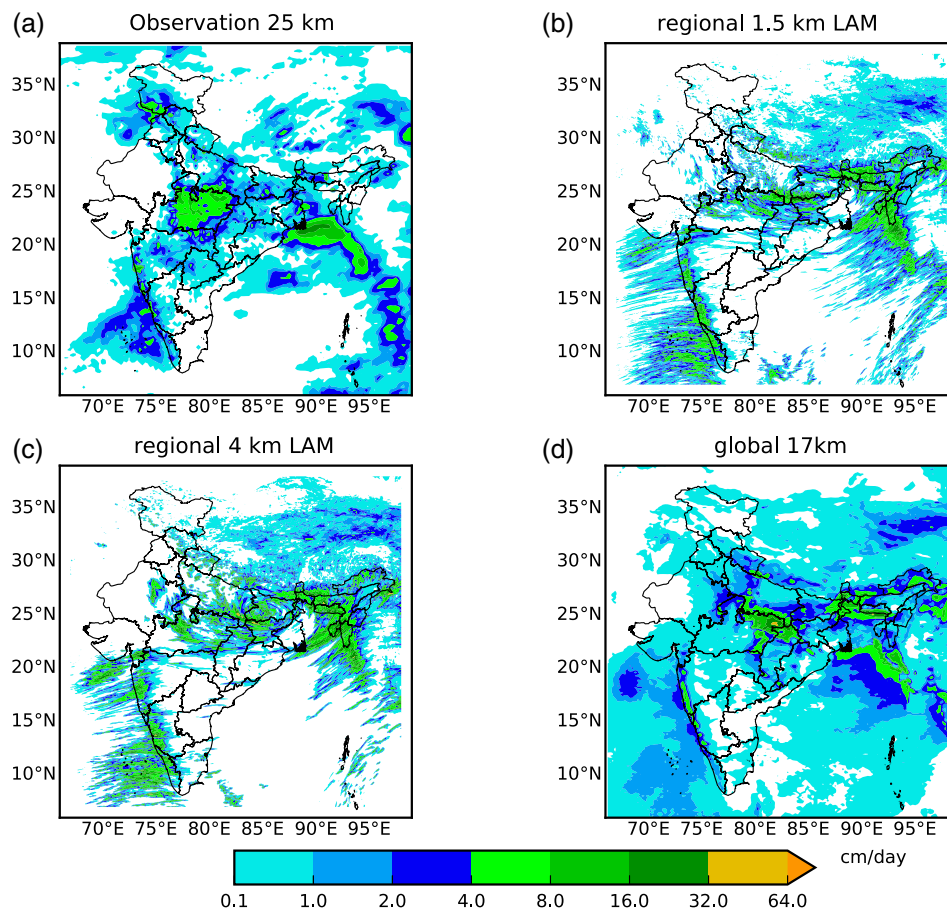 (a) Observation 25 km
35°N
30°N
25°N
20°N
15°N
10°N
70°E 75°E 80°E 85°E 90°E 95°E
(b) regional 1.5 km LAM
35°N
30°N
25°N
20°N
15°N
10°N
70°E 75°E 80°E 85°E 90°E 95°E
(c) regional 4 km LAM
35°N
30°N
25°N
20°N
15°N
10°N
70°E 75°E 80°E 85°E 90°E 95°E
(d) global 17km
35°N
30°N
25°N
20°N
15°N
10°N
70°E 75°E 80°E 85°E 90°E 95°E
cm/day
0.1 1.0 2.0 4.0 8.0 16.0 32.0 64.0